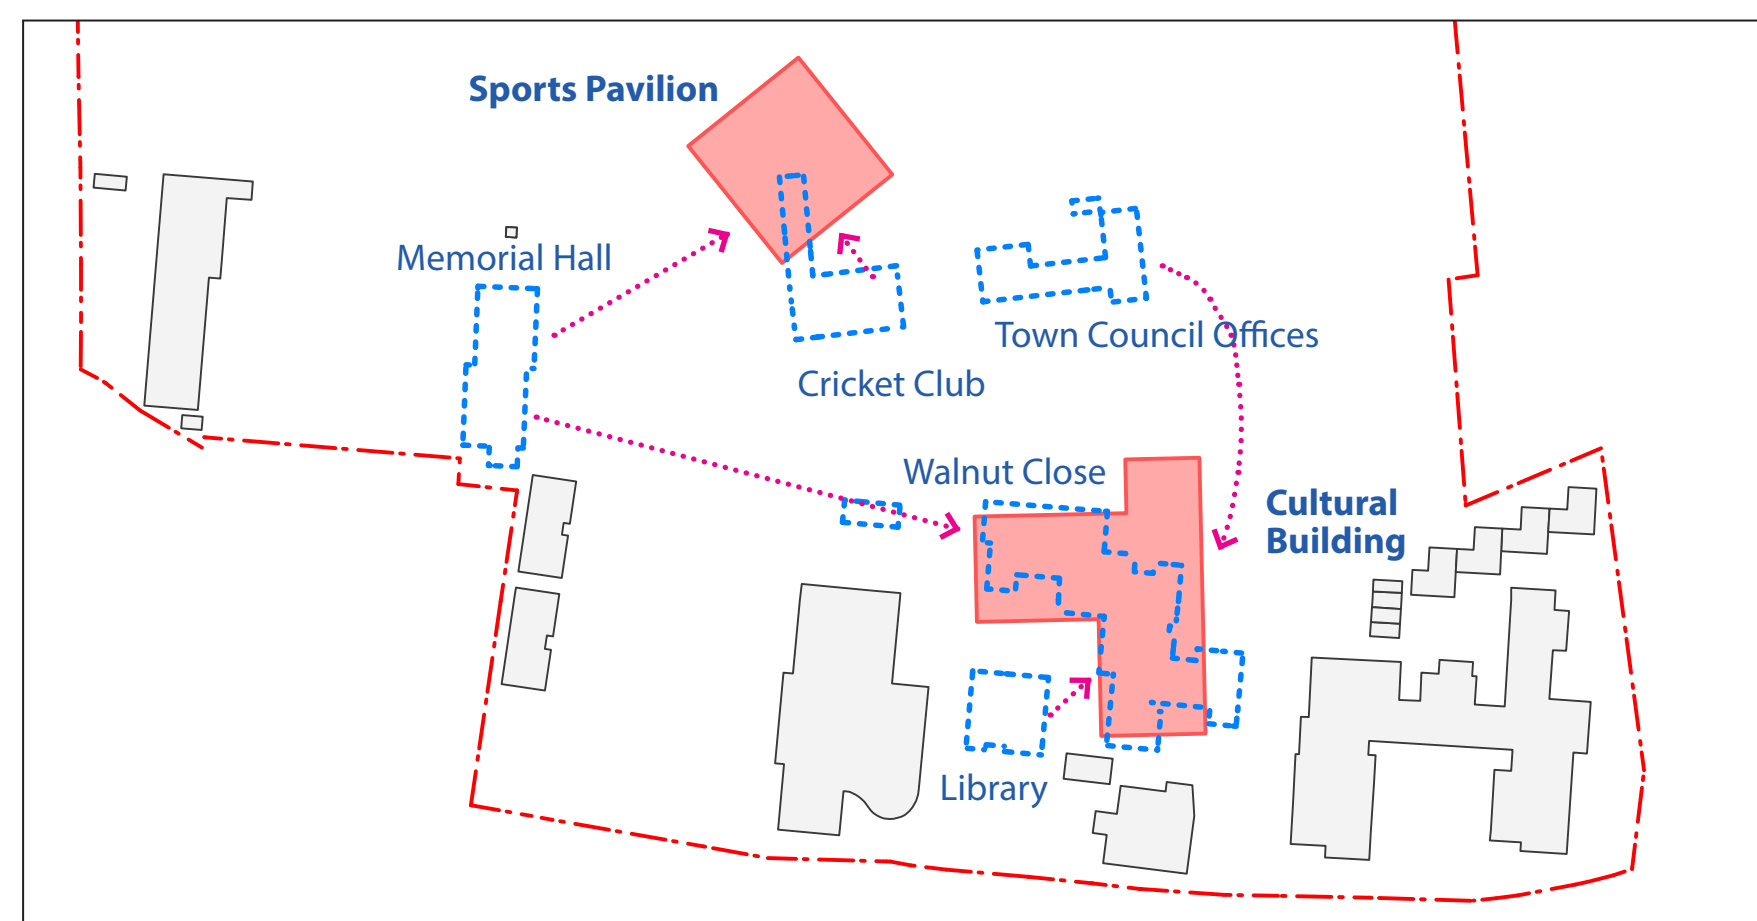 Sports Pavilion
Memorial Hall
Town Council Offices
Cricket Club
Walnut Close
Cultural
Building
Library